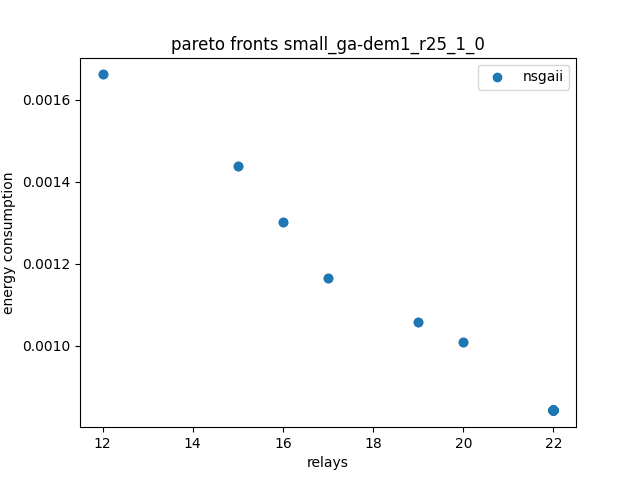 pareto fronts small_ga-dem1_r25_1_0
nsgaii
0.0016
0.0014
0.0012
0.0010
energy consumption
12 14 16 18 20 22
relays